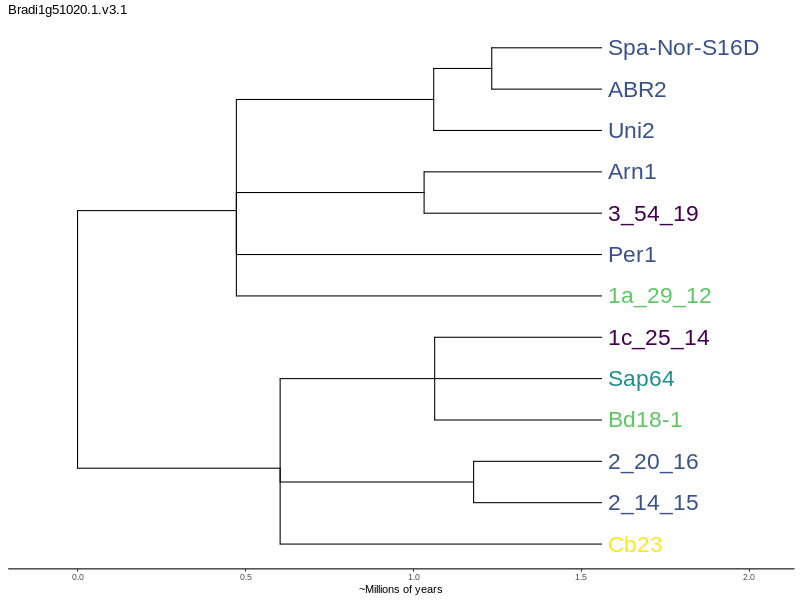 Bradi1g51020.1.v3.1
Spa-Nor-S16D
ABR2
Uni2
Arn1
3_54_19
Per1
1a_29_12
1c_25_14
Sap64
Bd18-1
2_20_16
2_14_15
Cb23
0.0 0.5 1.0 1.5 2.0
~Millions of years